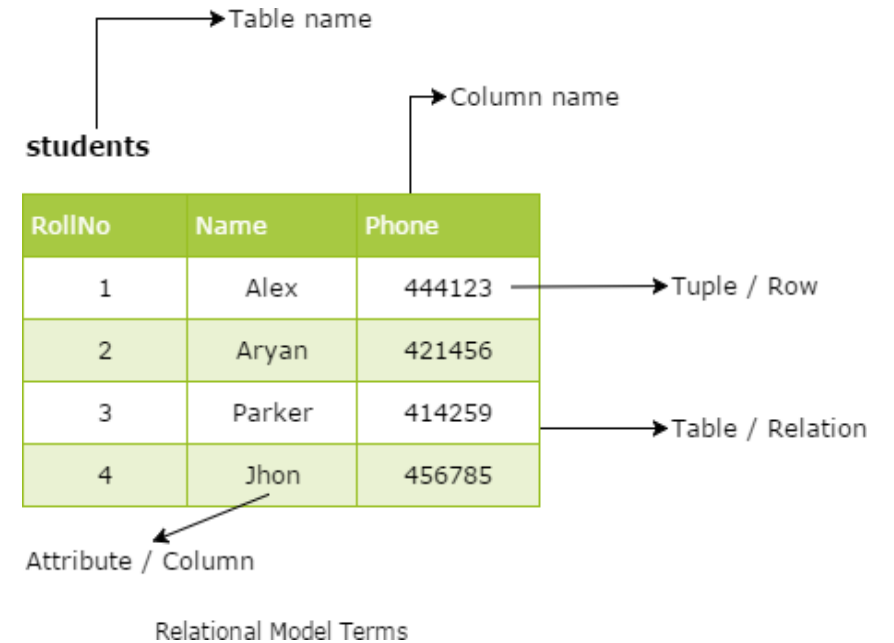 Table name
Column name
students
RollNo Name Phone
1 Alex 444123
Tuple / Row
2 Aryan 421456
3 Parker 414259
Table / Relation
4 Jhon 456785
Attribute / Column
Relational Model Terms